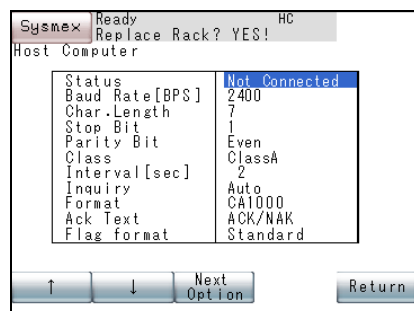 Sysmex Ready HC
Replace Rack? YES!
Host Computer
Status Not Connected
Baud Rate[BPS] 2400
Char.Length 7
Stop Bit 1
Parity Bit Even
Class ClassA
Interval[sec] 2
Inquiry Auto
Format CA1000
Ack Text ACK/NAK
Flag format Standard
↑ ↓ Next Option Return